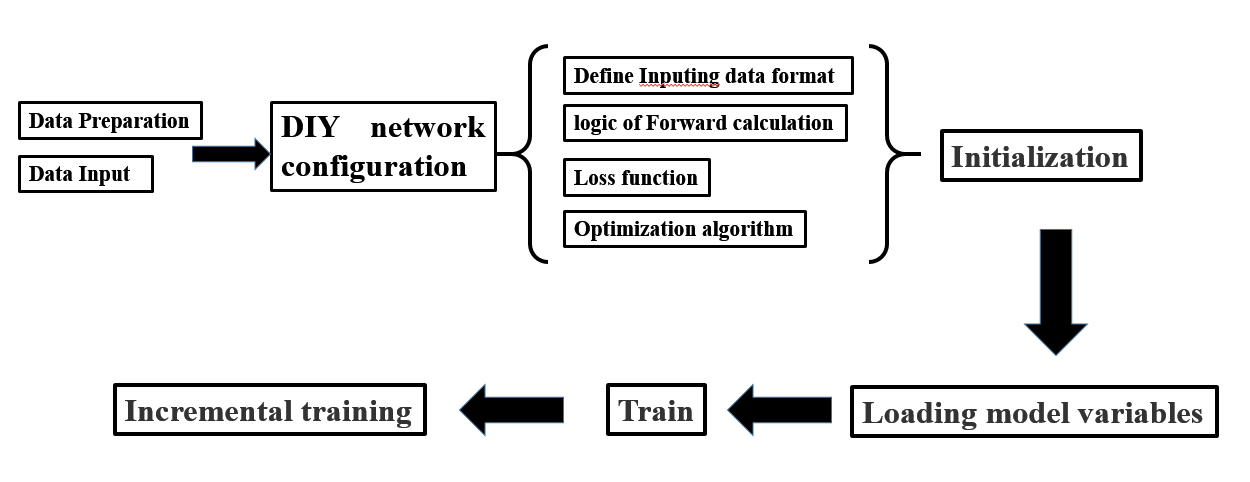 Data Preparation
Data Input
DIY network
configuration
Define Inputing data format
logic of Forward calculation
Loss function
Optimization algorithm
Initialization
Loading model variables
Train
Incremental training